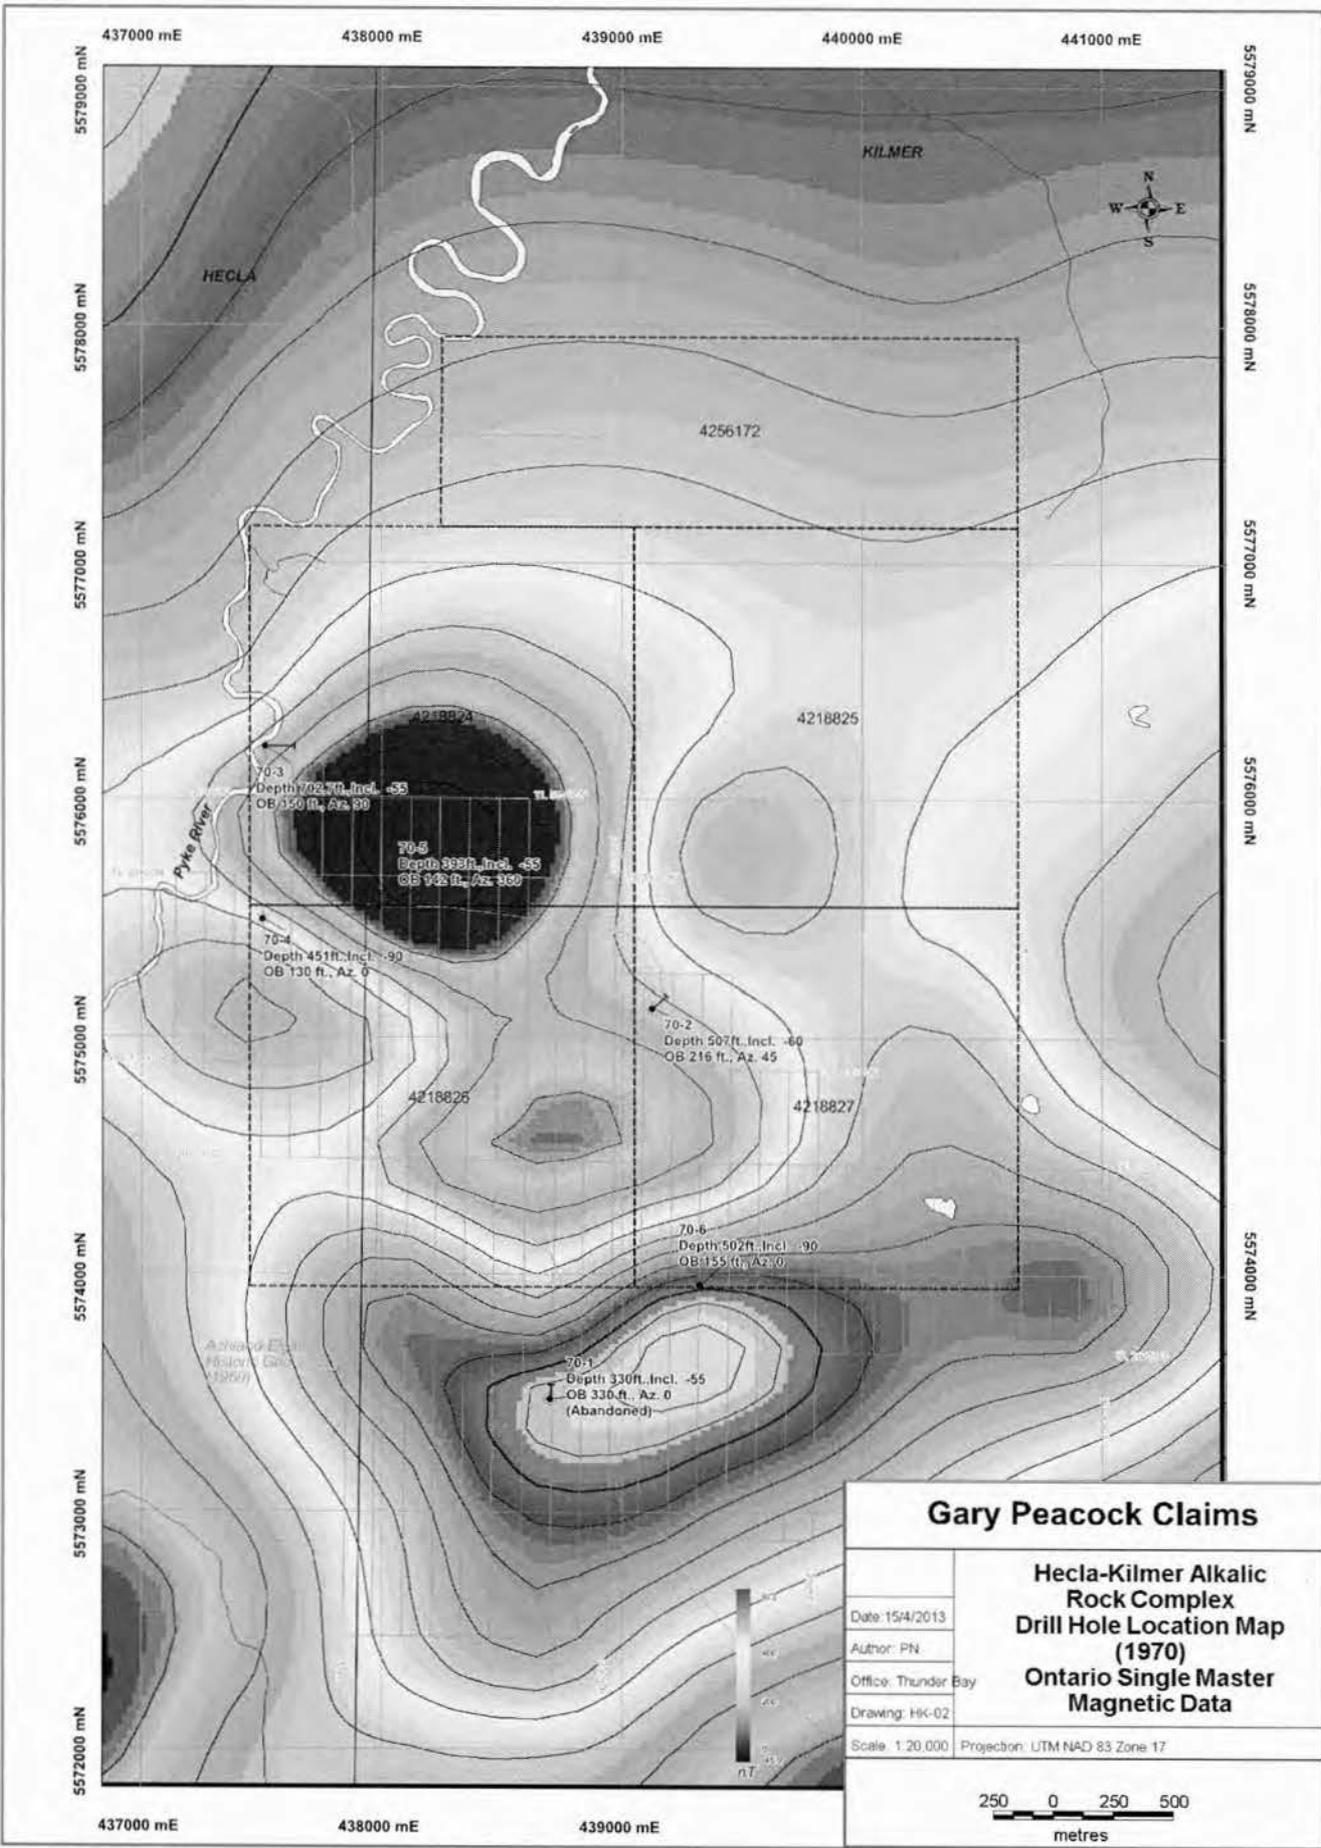 437000 mE
438000 mE
439000 mE
440000 mE
441000 mE
5579000 mN
5579000 mN
KILMER
N
W
E
S
HECLA
5578000 mN
5578000 mN
4256172
5577000 mN
5577000 mN
4218824
4218825
70-3
Depth 702.7ft.,Incl. -55
OB 350 ft., Az. 90
5576000 mN
5576000 mN
Pyke River
70-5
Depth 393ft.,Incl. -55
OB 142 ft., Az. 360
70-4
Depth 451ft.,Incl. -90
OB 130 ft., Az. 0
70-2
Depth 507ft.,Incl. -60
OB 216 ft., Az. 45
5575000 mN
5575000 mN
4218826
4218827
70-6
Depth 502ft.,Incl. -90
OB 155 ft., Az. 0
5574000 mN
5574000 mN
Historic
70-1
Depth 330ft.,Incl. -55
OB 330 ft., Az. 0
(Abandoned)
5573000 mN
5572000 mN
nT
437000 mE
438000 mE
439000 mE
Gary Peacock Claims
Hecla-Kilmer Alkalic
Rock Complex
Drill Hole Location Map
(1970)
Ontario Single Master
Magnetic Data
Date: 15/4/2013
Author: PN
Office: Thunder Bay
Drawing: HK-02
Scale: 1:20,000
Projection: UTM NAD 83 Zone 17
250 0 250 500
metres